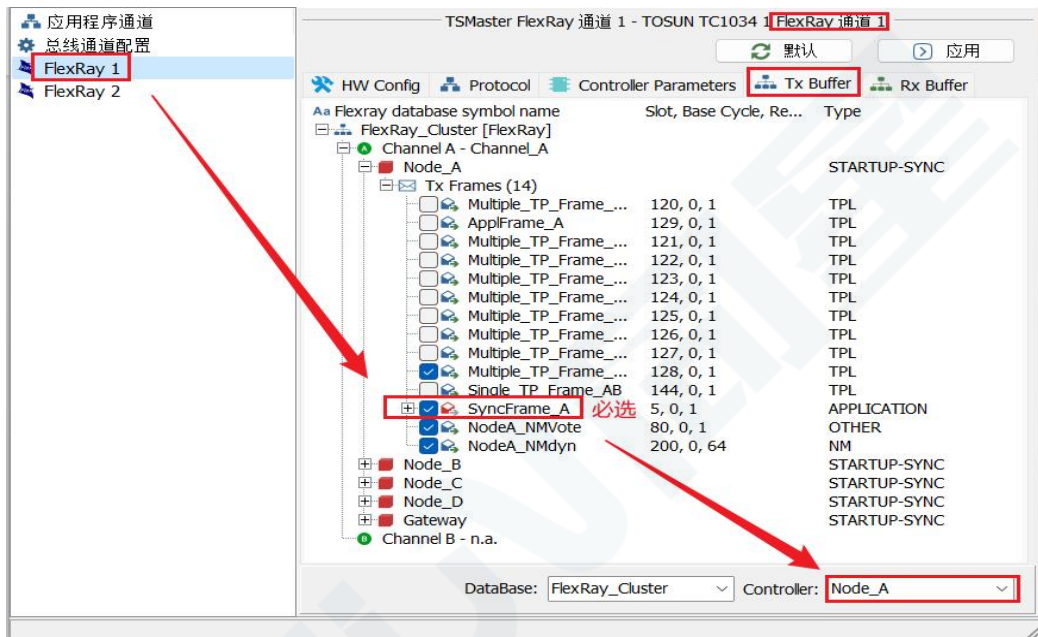 应用程序通道
总线通道配置
FlexRay 1
FlexRay 2
TSMaster FlexRay 通道 1 - TOSUN TC1034 1 FlexRay 通道 1
默认
应用
HW Config
Protocol
Controller Parameters
Tx Buffer
Rx Buffer
Aa Flexray database symbol name Slot, Base Cycle, Re... Type
FlexRay_Cluster [FlexRay]
A Channel A - Channel_A
Node_A STARTUP-SYNC
Tx Frames (14)
Multiple_TP_Frame_... 120, 0, 1 TPL
ApplFrame_A 129, 0, 1 TPL
Multiple_TP_Frame_... 121, 0, 1 TPL
Multiple_TP_Frame_... 122, 0, 1 TPL
Multiple_TP_Frame_... 123, 0, 1 TPL
Multiple_TP_Frame_... 124, 0, 1 TPL
Multiple_TP_Frame_... 125, 0, 1 TPL
Multiple_TP_Frame_... 126, 0, 1 TPL
Multiple_TP_Frame_... 127, 0, 1 TPL
Multiple_TP_Frame_... 128, 0, 1 TPL
Single_TP_Frame_AB 144, 0, 1 TPL
SyncFrame_A 必选 5, 0, 1 APPLICATION
NodeA_NMVote 80, 0, 1 OTHER
NodeA_NMdyn 200, 0, 64 NM
Node_B STARTUP-SYNC
Node_C STARTUP-SYNC
Node_D STARTUP-SYNC
Gateway STARTUP-SYNC
B Channel B - n.a.
DataBase: FlexRay_Cluster Controller: Node_A